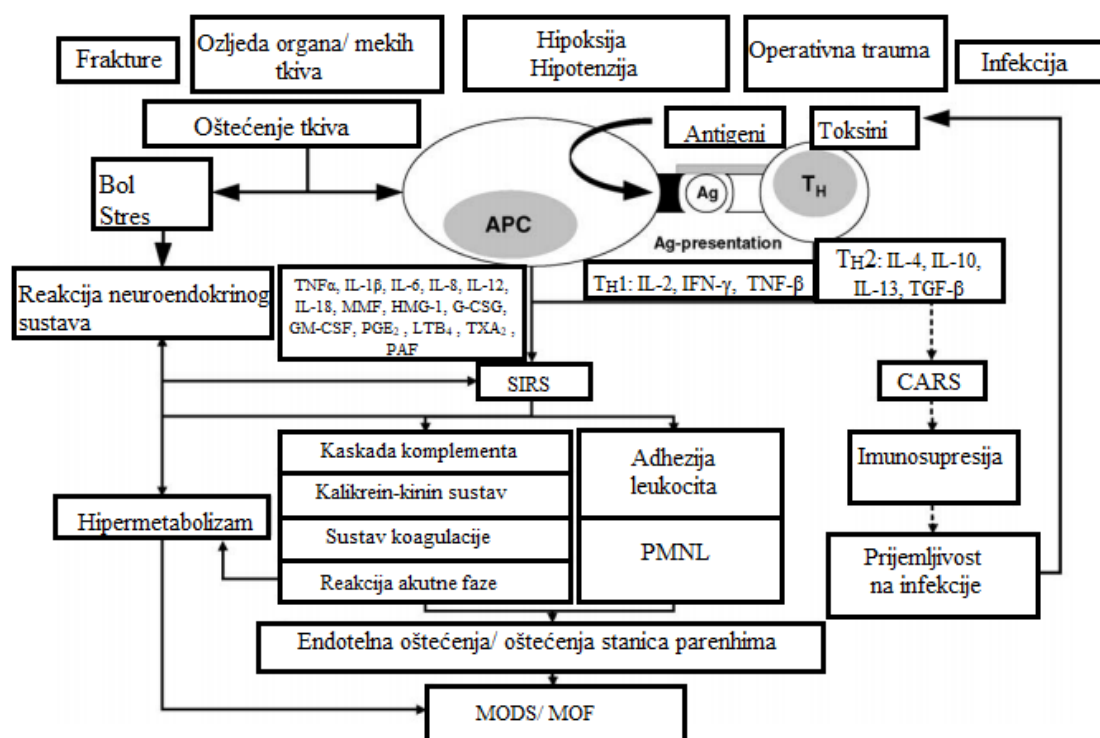 Frakture
Ozljeda organa/ mekih
tkiva
Hipoksija
Hipotenzija
Operativna trauma
Infekcija
Oštećenje tkiva
Antigeni
Toksini
Bol
Stres
APC
Ag
TH
Ag-presentation
Reakcija neuroendokrinog
sustava
TNFα, IL-1β, IL-6, IL-8, IL-12,
IL-18, MMF, HMG-1, G-CSG,
GM-CSF, PGE2 , LTB4 , TXA2 ,
PAF
TH1: IL-2, IFN-γ, TNF-β
TH2: IL-4, IL-10,
IL-13, TGF-β
SIRS
CARS
Kaskada komplementa
Kalikrein-kinin sustav
Sustav koagulacije
Reakcija akutne faze
Adhezija
leukocita
PMNL
Imunosupresija
Hipermetabolizam
Prijemljivost
na infekcije
Endotelna oštećenja/ oštećenja stanica parenhima
MODS/ MOF